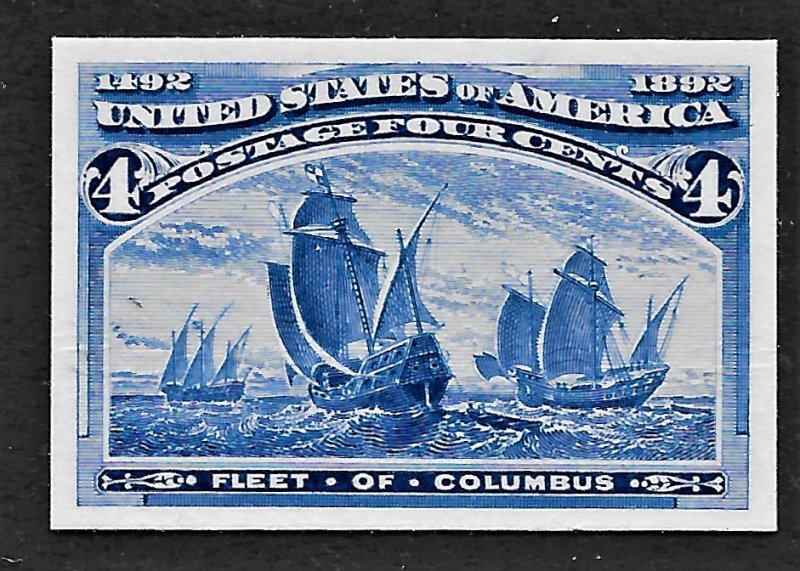 1492 1892
UNITED STATES OF AMERICA
POSTAGE FOUR CENTS
4 4
FLEET · OF · COLUMBUS